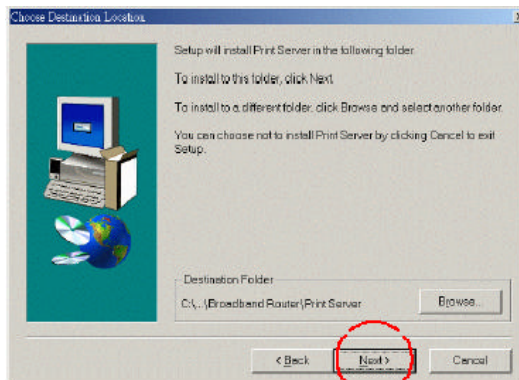 Choose Destination Location
Setup will install Print Server in the following folder.
To install to this folder, click Next.
To install to a different folder, click Browse and select another folder.
You can choose not to install Print Server by clicking Cancel to exit
Setup.
Destination Folder
C:\...\Broadband Router\Print Server
Browse...
< Back
Next >
Cancel